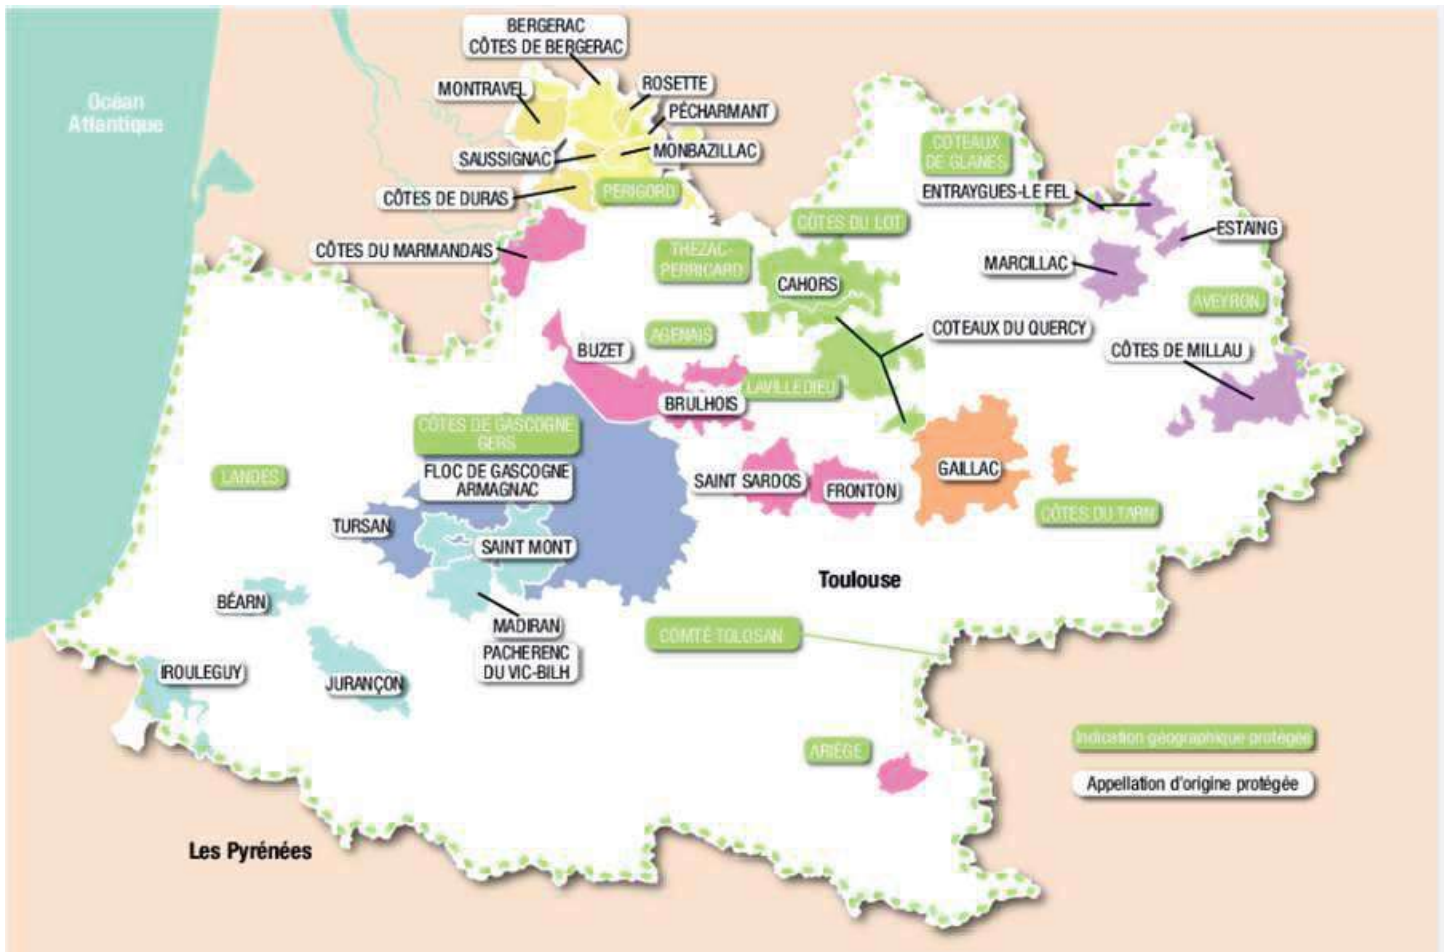 BERGERAC
CÔTES DE BERGERAC
MONTRAVEL
ROSETTE
PÉCHARMANT
Océan
Atlantique
SAUSSIGNAC
MONBAZILLAC
COTEAUX
DE GLANES
CÔTES DE DURAS
PÉRIGORD
ENTRAYGUES-LE FEL
CÔTES DU LOT
ESTAING
CÔTES DU MARMANDAIS
THÉZAC-
PERRICARD
MARCILLAC
CAHORS
AVEYRON
AGENAIS
COTEAUX DU QUERCY
BUZET
CÔTES DE MILLAU
LAVILLEDIEU
BRULHOIS
CÔTES DE GASCOGNE
GERS
LANDES
FLOC DE GASCOGNE
ARMAGNAC
SAINT SARDOS
FRONTON
GAILLAC
CÔTES DU TARN
TURSAN
SAINT MONT
Toulouse
BÉARN
MADIRAN
COMTÉ TOLOSAN
PACHERENC
DU VIC-BILH
IROULEGUY
JURANÇON
ARIÈGE
Indication géographique protégée
Appellation d'origine protégée
Les Pyrénées